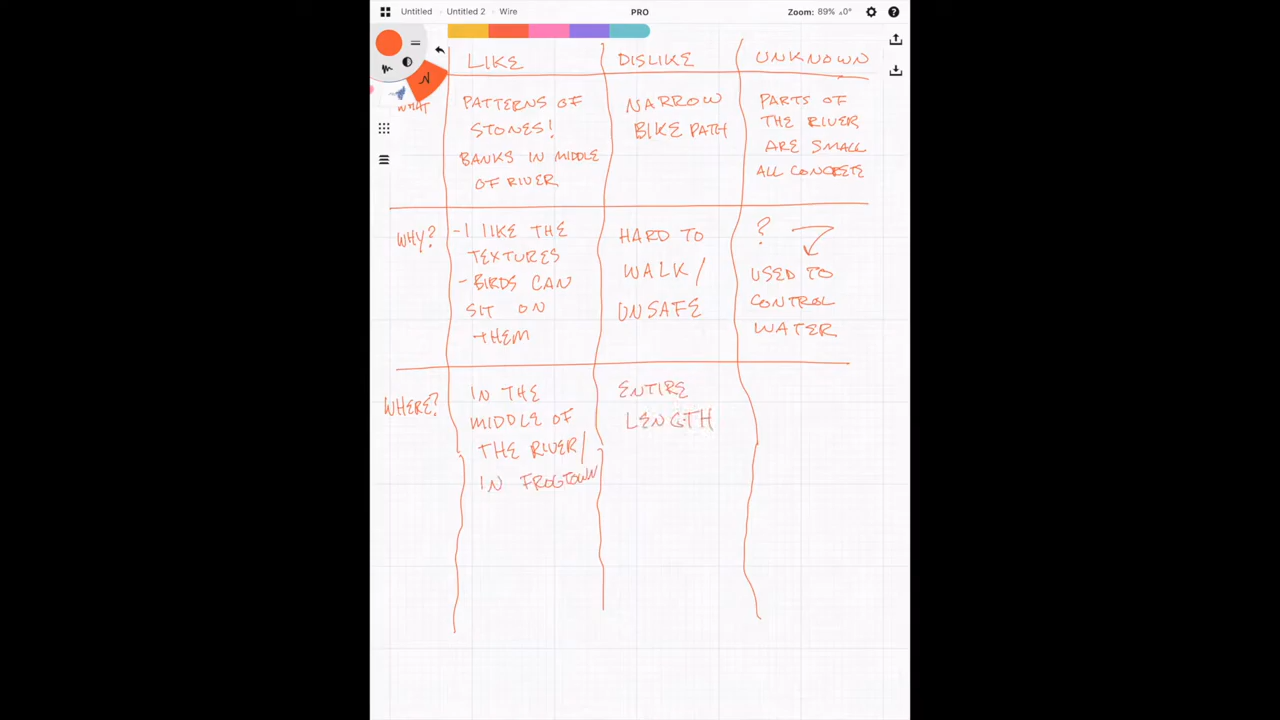 Untitled Untitled 2 Wire
PRO
Zoom: 89% ⦟0°
LIKE
DISLIKE
UNKNOWN
WHAT
PATTERNS OF
STONES!
BANKS IN MIDDLE
OF RIVER
NARROW
BIKE PATH
PARTS OF
THE RIVER
ARE SMALL
ALL CONCRETE
WHY?
-I LIKE THE
TEXTURES
-BIRDS CAN
SIT ON
THEM
HARD TO
WALK/
UNSAFE
?
USED TO
CONTROL
WATER
WHERE?
IN THE
MIDDLE OF
THE RIVER/
IN FROGTOWN
ENTIRE
LENGTH